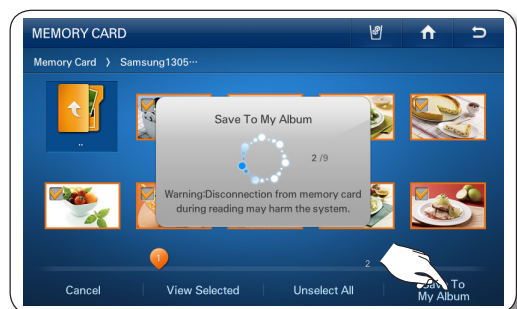 MEMORY CARD
Memory Card 〉 Samsung1305···
..
Save To My Album
2 /9
Warning:Disconnection from memory card
during reading may harm the system.
1
2
Cancel
View Selected
Unselect All
Save To
My Album